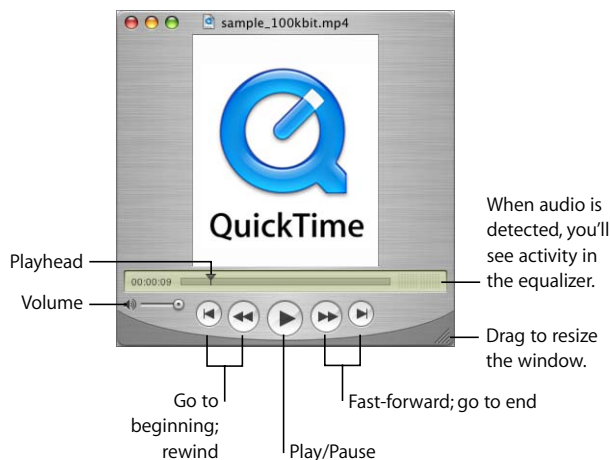 sample_100kbit.mp4
QuickTime
When audio is
detected, you'll
see activity in
the equalizer.
Playhead
00:00:09
Volume
Drag to resize
the window.
Go to
beginning;
rewind
Fast-forward; go to end
Play/Pause